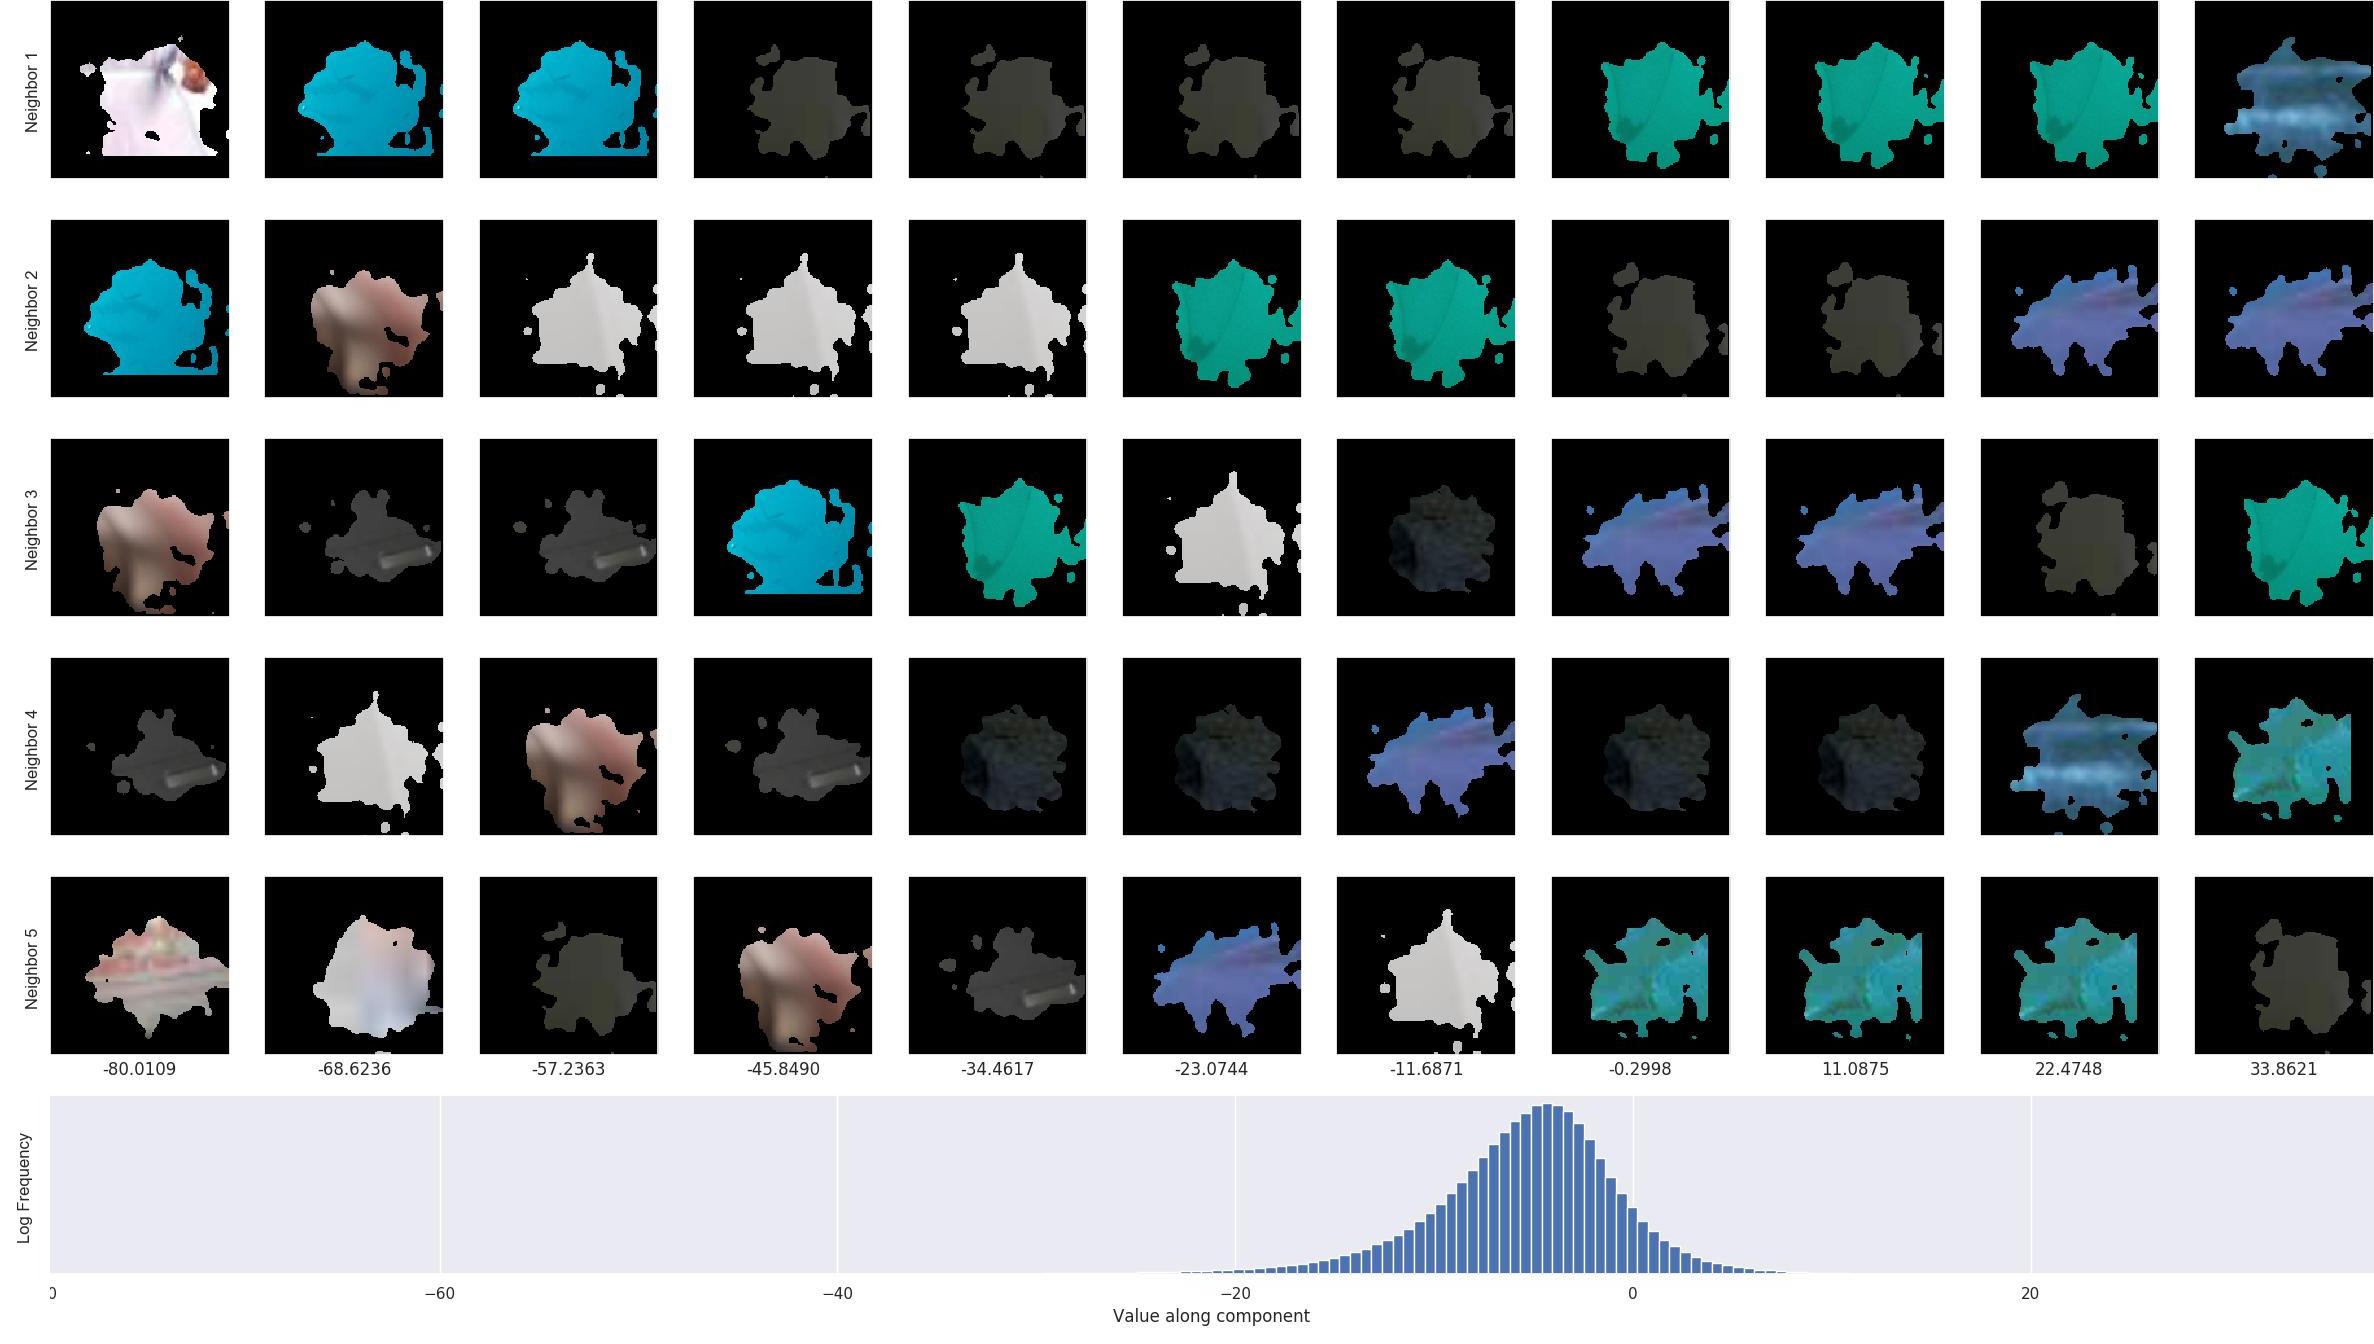 Neighbor 1
Neighbor 2
Neighbor 3
Neighbor 4
Neighbor 5
-80.0109 -68.6236 -57.2363 -45.8490 -34.4617 -23.0744 -11.6871 -0.2998 11.0875 22.4748 33.8621
Log Frequency
0 −60 −40 −20 0 20
Value along component